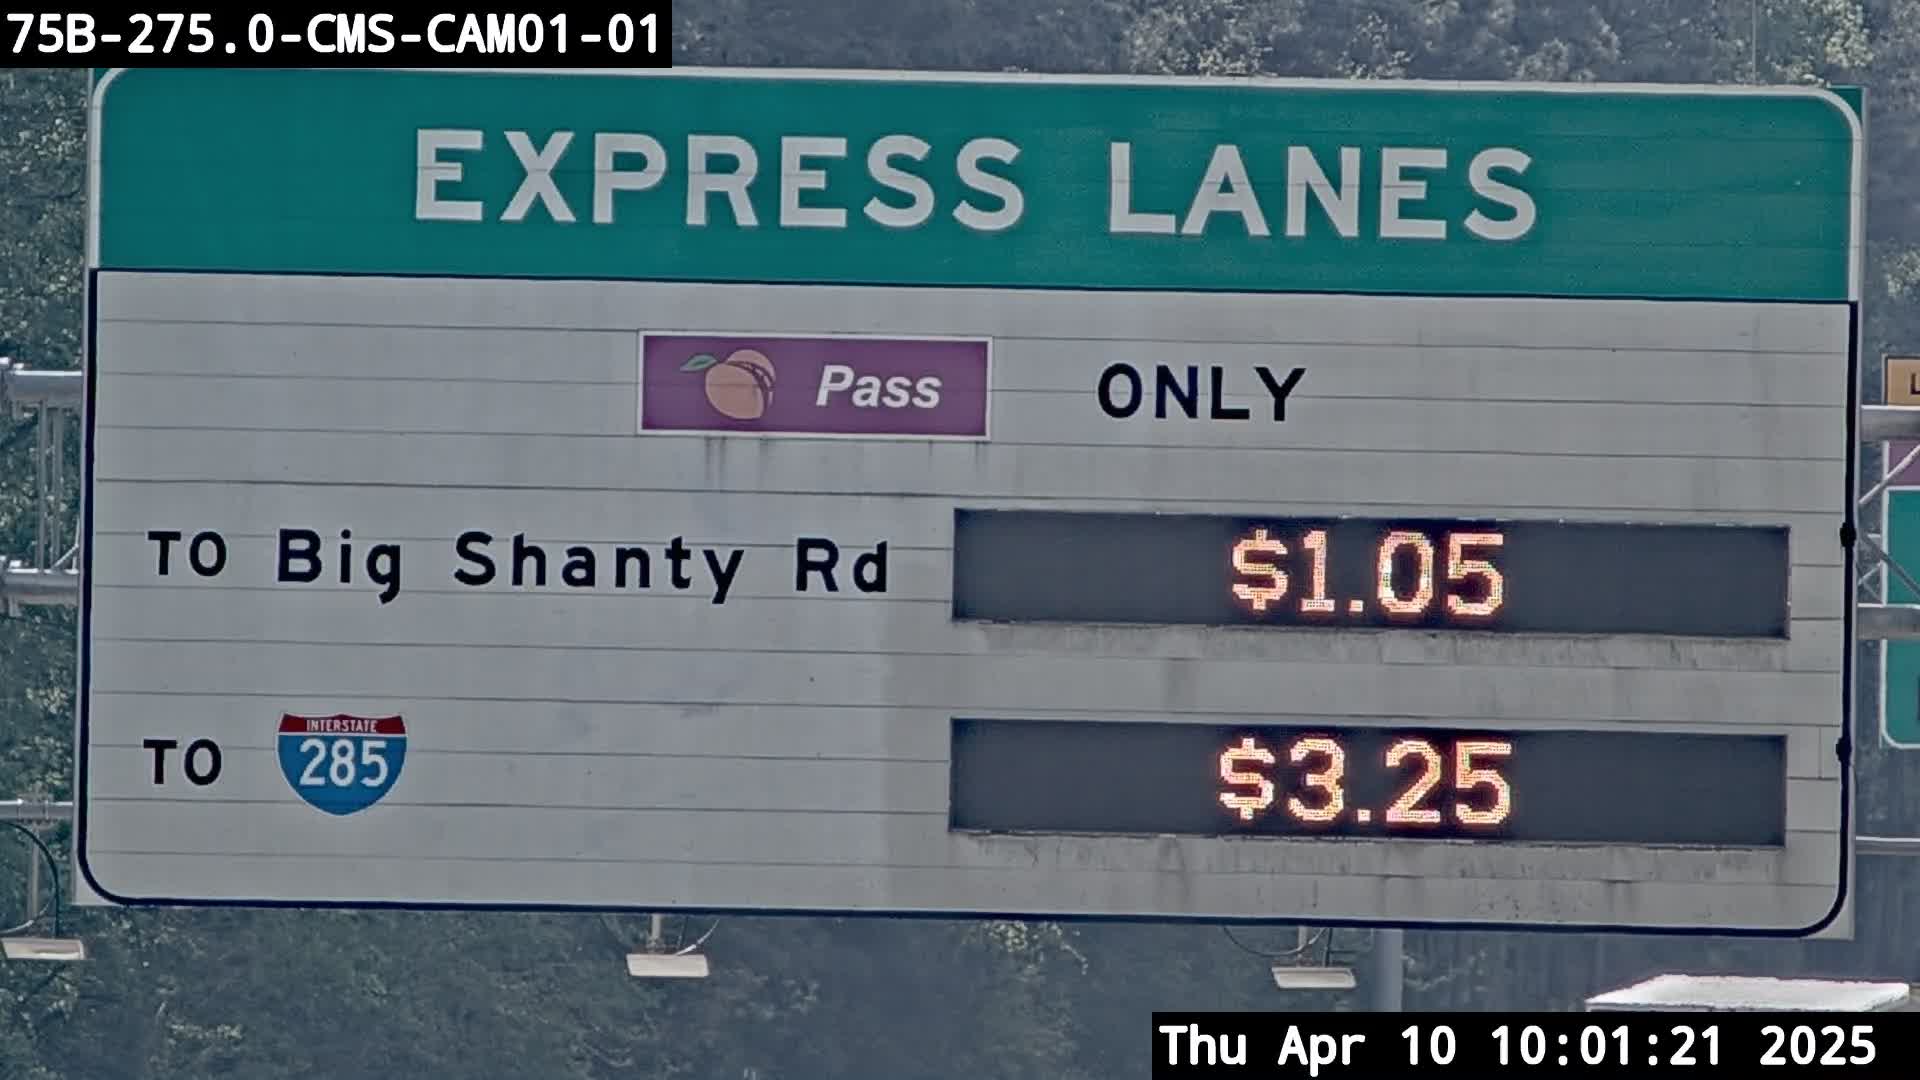 75B-275.0-CMS-CAM01-01
EXPRESS LANES
Pass ONLY
TO Big Shanty Rd $1.05
INTERSTATE
TO 285 $3.25
Thu Apr 10 10:01:21 2025